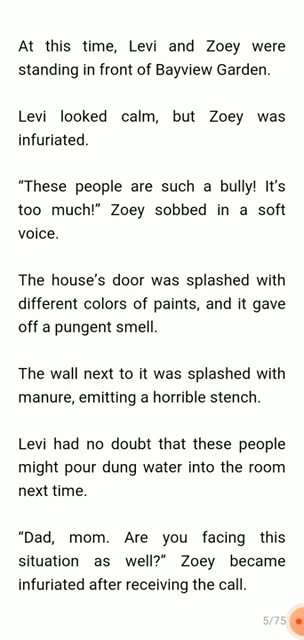 At this time, Levi and Zoey were
standing in front of Bayview Garden.
Levi looked calm, but Zoey was
infuriated.
“These people are such a bully! It’s
too much!” Zoey sobbed in a soft
voice.
The house’s door was splashed with
different colors of paints, and it gave
off a pungent smell.
The wall next to it was splashed with
manure, emitting a horrible stench.
Levi had no doubt that these people
might pour dung water into the room
next time.
“Dad, mom. Are you facing this
situation as well?” Zoey became
infuriated after receiving the call.
5/75